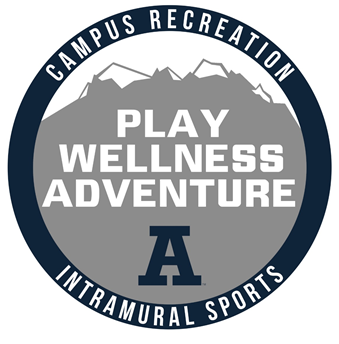 CAMPUS RECREATION
PLAY
WELLNESS
ADVENTURE
A
INTRAMURAL SPORTS